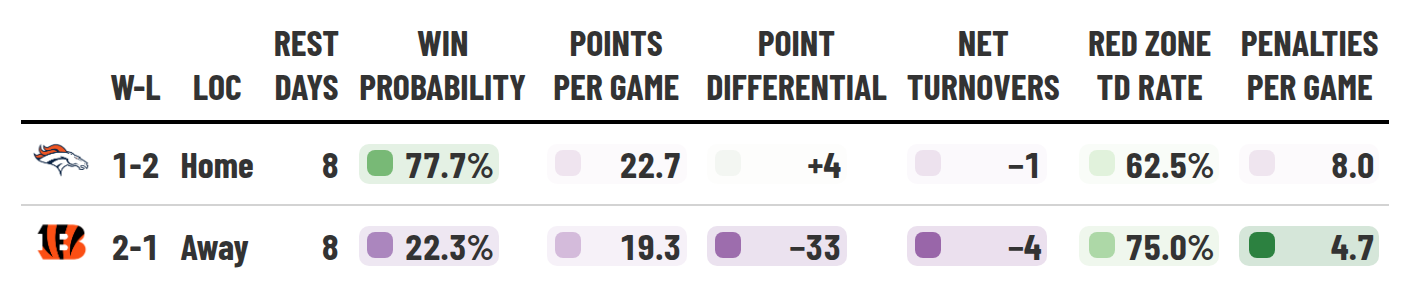 REST WIN POINTS POINT NET RED ZONE PENALTIES
W-L LOC DAYS PROBABILITY PER GAME DIFFERENTIAL TURNOVERS TD RATE PER GAME
1-2 Home 8 77.7% 22.7 +4 −1 62.5% 8.0
2-1 Away 8 22.3% 19.3 −33 −4 75.0% 4.7